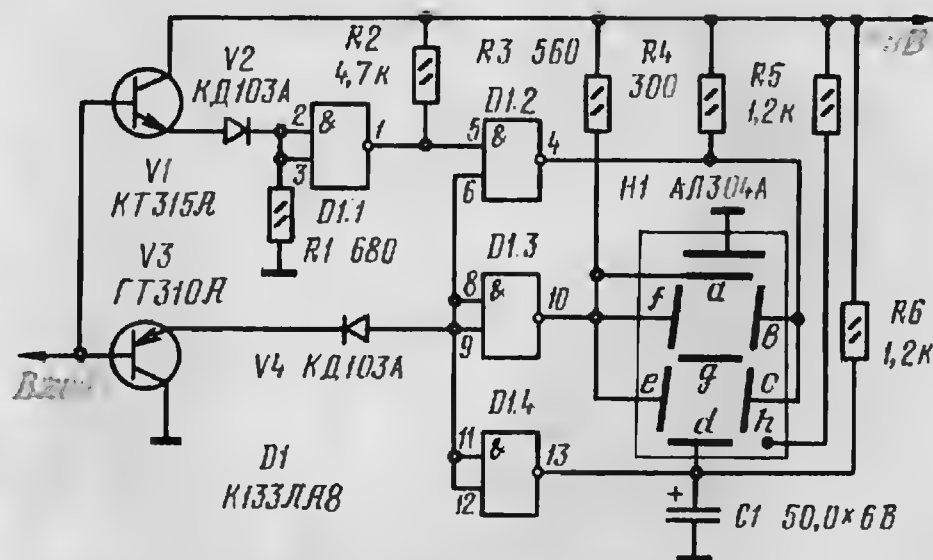 R2
4,7к
R3 560
R4
300
R5
1,2к
V2
КД103А
2
&
1
3
D1.1
R1 680
V1
КТ315А
D1.2
5
&
4
6
H1 АЛ304А
V3
ГТ310А
D1.3
8
&
10
9
V4 КД103А
D1.4
11
&
13
12
a
f
в
g
e
c
d
h
R6
1,2к
D1
К133ЛА8
+
C1 50,0×6В